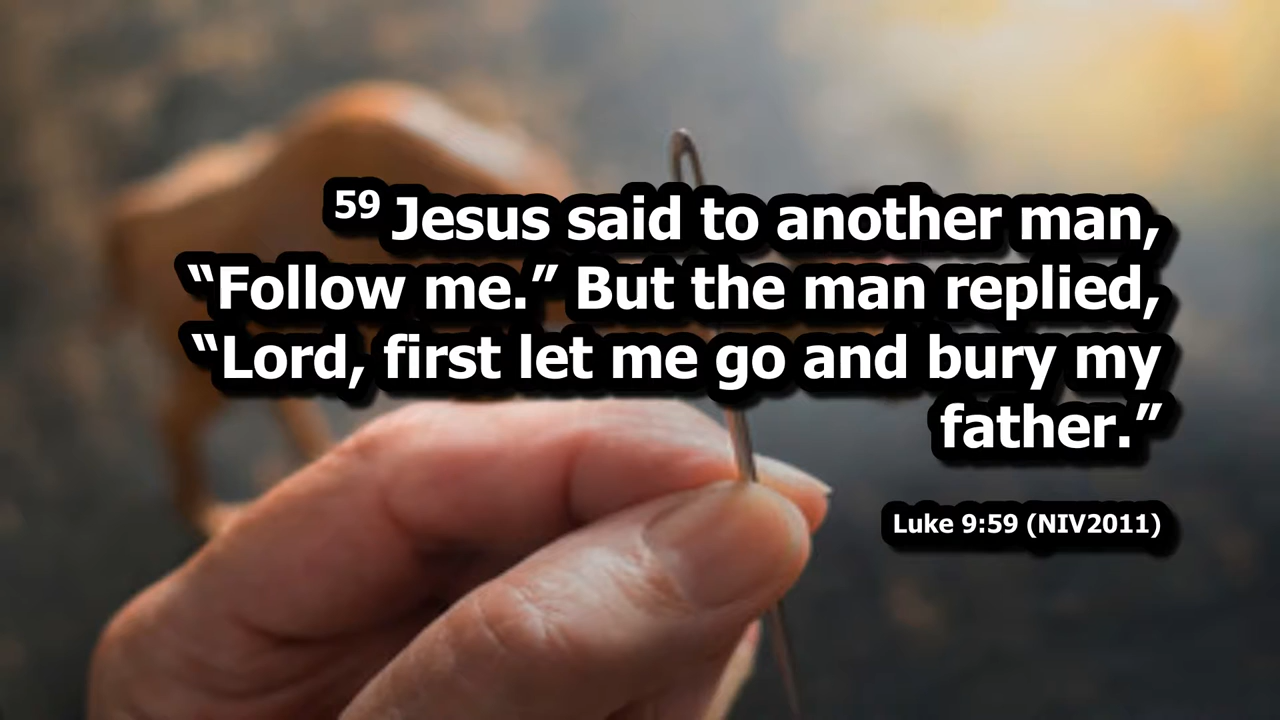 59 Jesus said to another man,
“Follow me.” But the man replied,
“Lord, first let me go and bury my
father.”
Luke 9:59 (NIV2011)